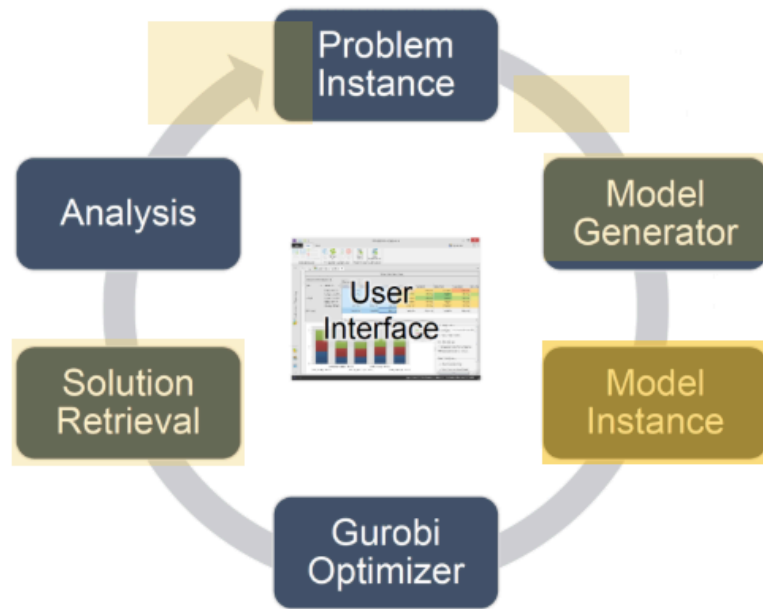 Problem
Instance
Model
Generator
Model
Instance
Gurobi
Optimizer
Solution
Retrieval
Analysis
User
Interface